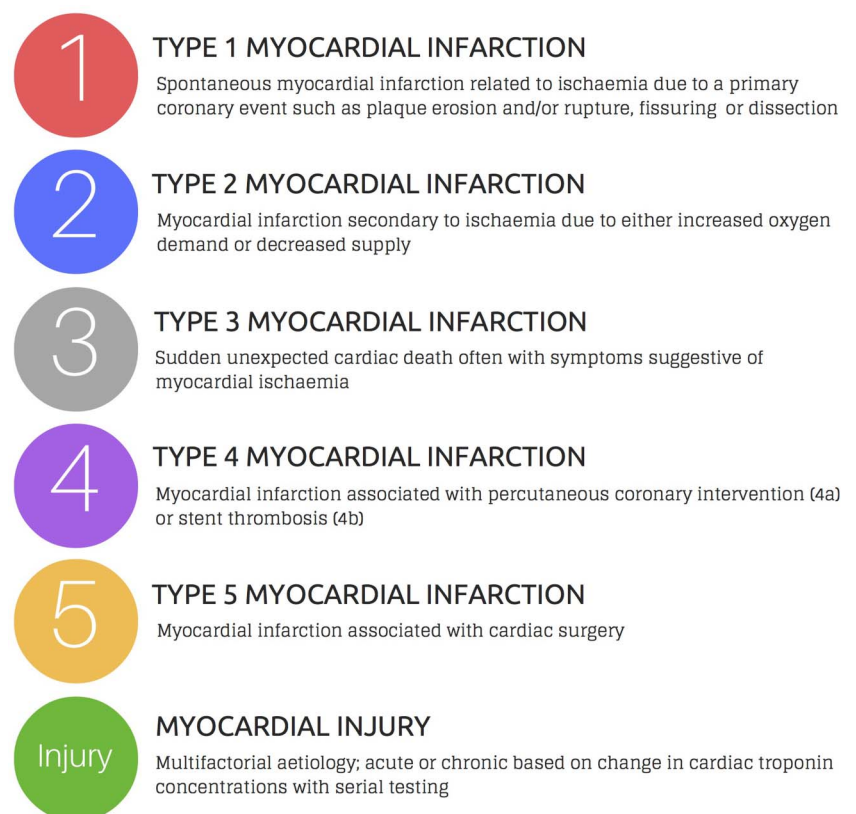 1
TYPE 1 MYOCARDIAL INFARCTION
Spontaneous myocardial infarction related to ischaemia due to a primary
coronary event such as plaque erosion and/or rupture, fissuring or dissection
2
TYPE 2 MYOCARDIAL INFARCTION
Myocardial infarction secondary to ischaemia due to either increased oxygen
demand or decreased supply
3
TYPE 3 MYOCARDIAL INFARCTION
Sudden unexpected cardiac death often with symptoms suggestive of
myocardial ischaemia
4
TYPE 4 MYOCARDIAL INFARCTION
Myocardial infarction associated with percutaneous coronary intervention (4a)
or stent thrombosis (4b)
5
TYPE 5 MYOCARDIAL INFARCTION
Myocardial infarction associated with cardiac surgery
Injury
MYOCARDIAL INJURY
Multifactorial aetiology; acute or chronic based on change in cardiac troponin
concentrations with serial testing